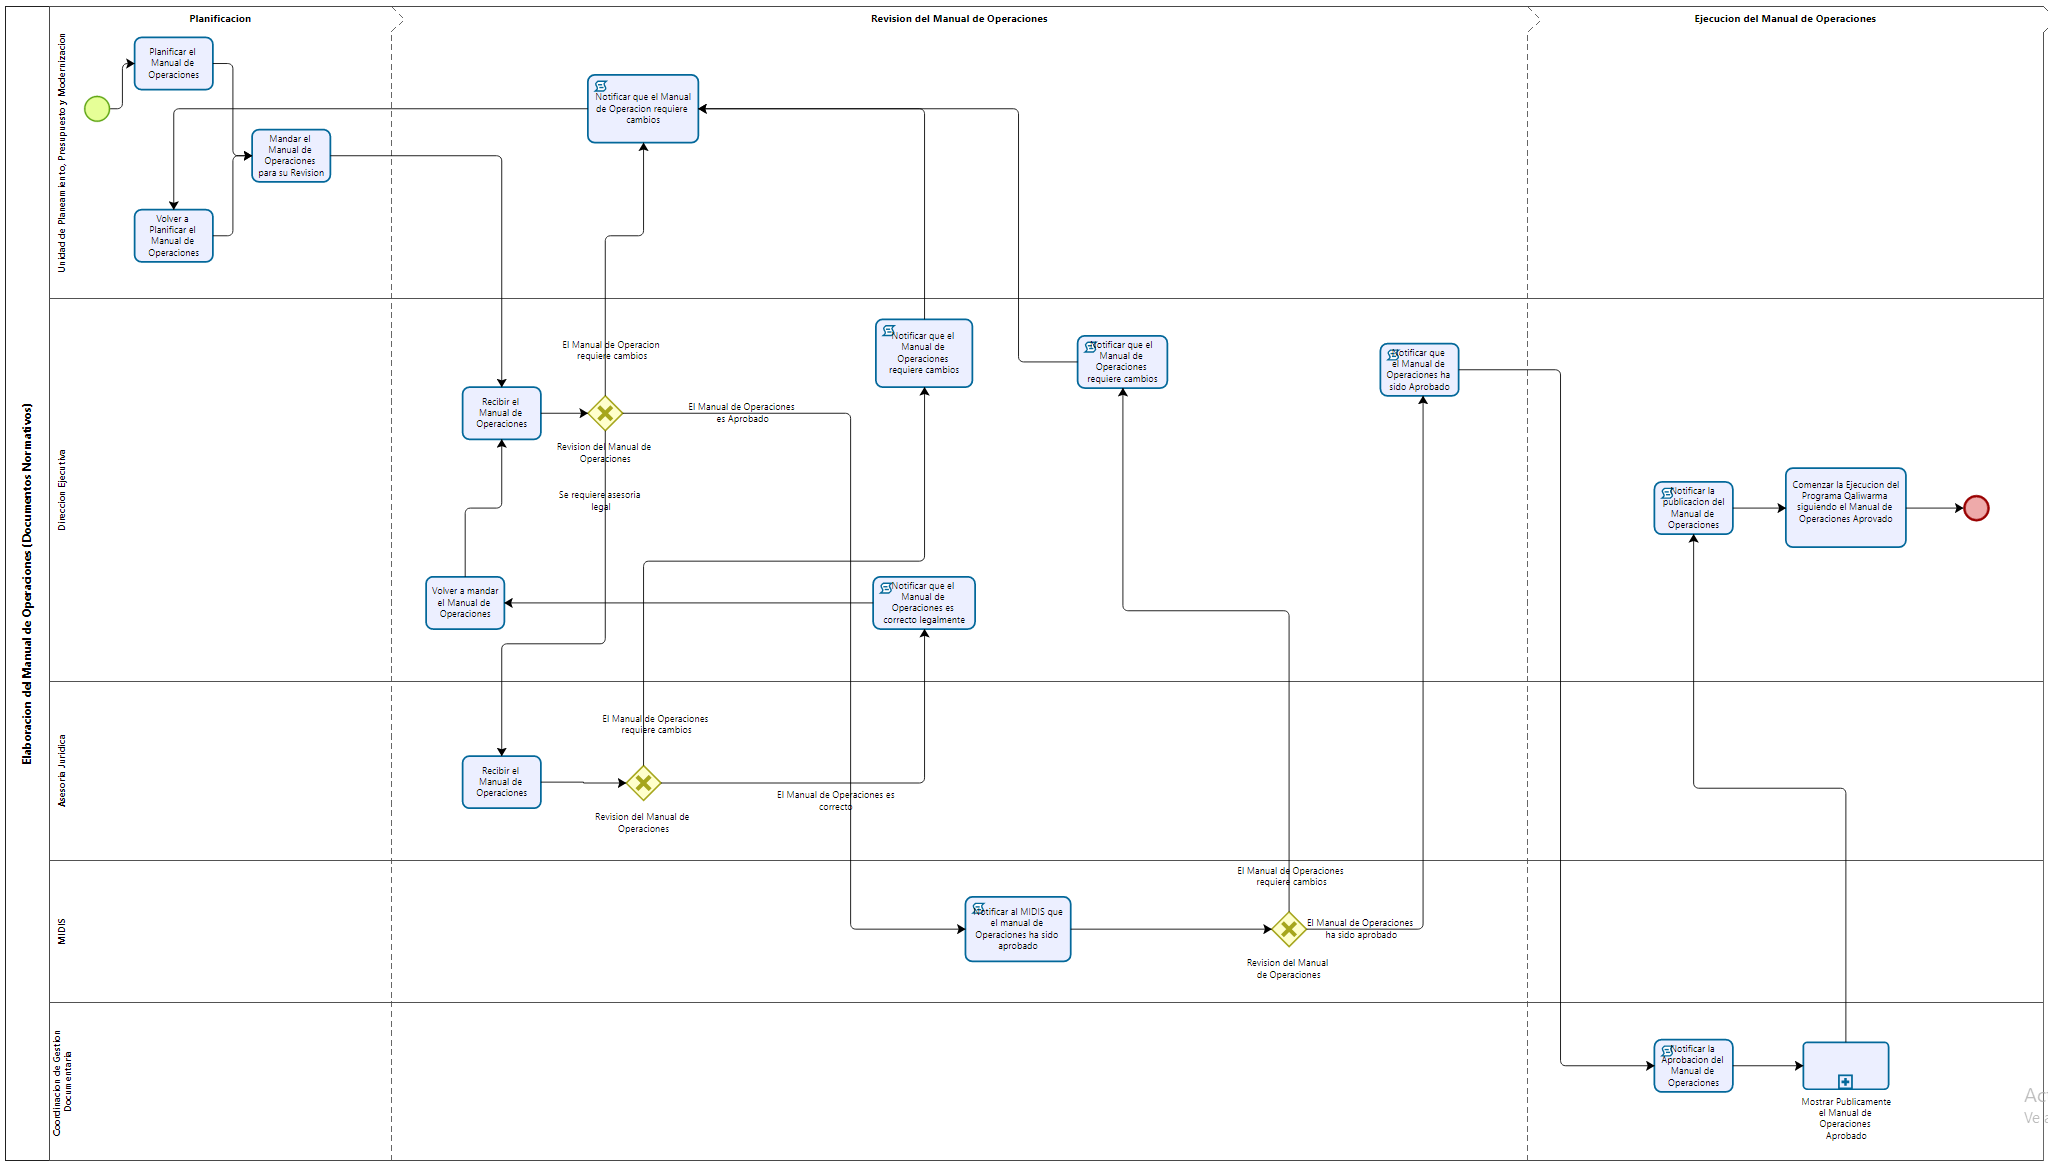 Planificacion
Revision del Manual de Operaciones
Ejecucion del Manual de Operaciones
Elaboracion del Manual de Operaciones (Documentos Normativos)
Unidad de Planeamiento, Presupuesto y Modernizacion
Planificar el
Manual de
Operaciones
Mandar el
Manual de
Operaciones
para su Revision
Volver a
Planificar el
Manual de
Operaciones
Notificar que el Manual
de Operacion requiere
cambios
Direccion Ejecutiva
El Manual de Operacion
requiere cambios
Recibir el
Manual de
Operaciones
Revision del Manual de
Operaciones
El Manual de Operaciones
es Aprobado
Se requiere asesoria
legal
Volver a mandar
el Manual de
Operaciones
Notificar que el
Manual de
Operaciones
requiere cambios
Notificar que el
Manual de
Operaciones es
correcto legalmente
Notificar que el
Manual de
Operaciones
requiere cambios
Notificar que
el Manual de
Operaciones ha
sido Aprobado
Notificar la
publicacion del
Manual de
Operaciones
Comenzar la Ejecucion del
Programa Qaliwarma
siguiendo el Manual de
Operaciones Aprovado
Asesoria Juridica
Recibir el
Manual de
Operaciones
El Manual de Operaciones
requiere cambios
Revision del Manual de
Operaciones
El Manual de Operaciones es
correcto
MIDIS
Notificar al MIDIS que
el manual de
Operaciones ha sido
aprobado
El Manual de Operaciones
requiere cambios
El Manual de Operaciones
ha sido aprobado
Revision del Manual
de Operaciones
Coordinacion de Gestion
Documentaria
Notificar la
Aprobacion del
Manual de
Operaciones
Mostrar Publicamente
el Manual de
Operaciones
Aprobado
Ve a